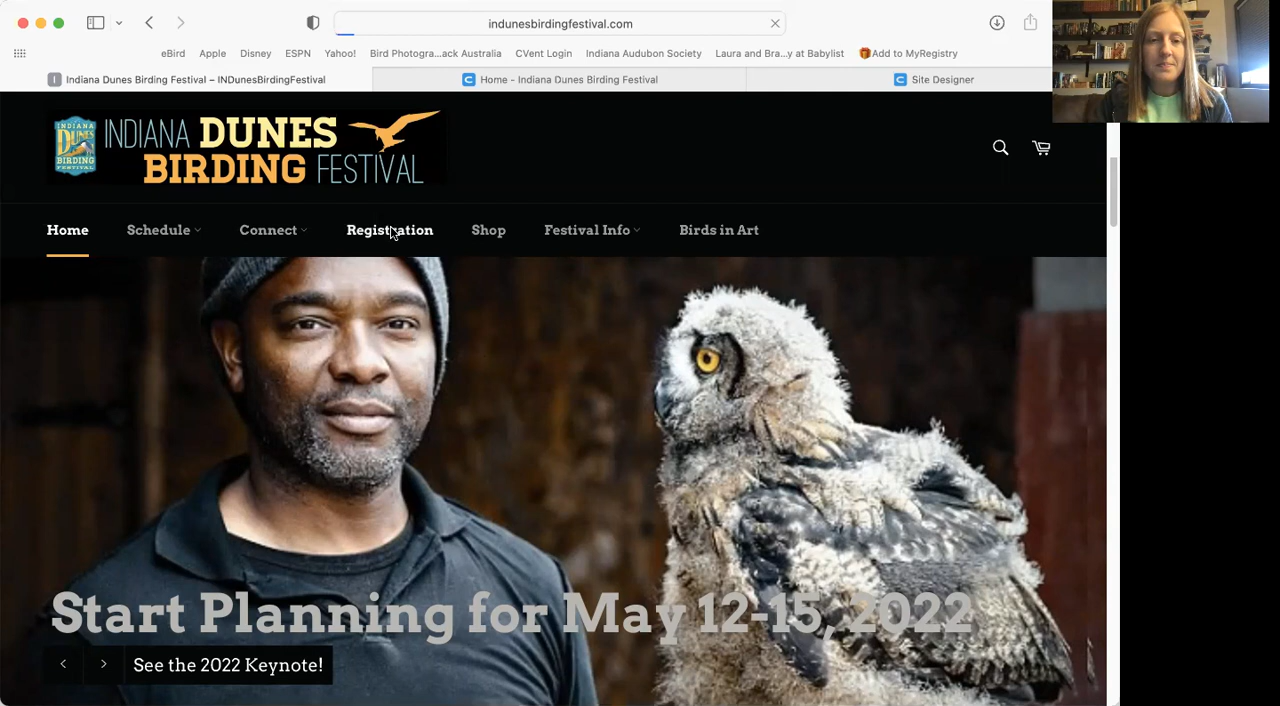 indunesbirdingfestival.com
eBird Apple Disney ESPN Yahoo! Bird Photogra...ack Australia CVent Login Indiana Audubon Society Laura and Bra...y at Babylist Add to MyRegistry
I Indiana Dunes Birding Festival – INDunesBirdingFestival C Home - Indiana Dunes Birding Festival C Site Designer
INDIANA DUNES BIRDING FESTIVAL
INDIANA DUNES
BIRDING FESTIVAL
Home Schedule Connect Registration Shop Festival Info Birds in Art
Start Planning for May 12-15, 2022
See the 2022 Keynote!